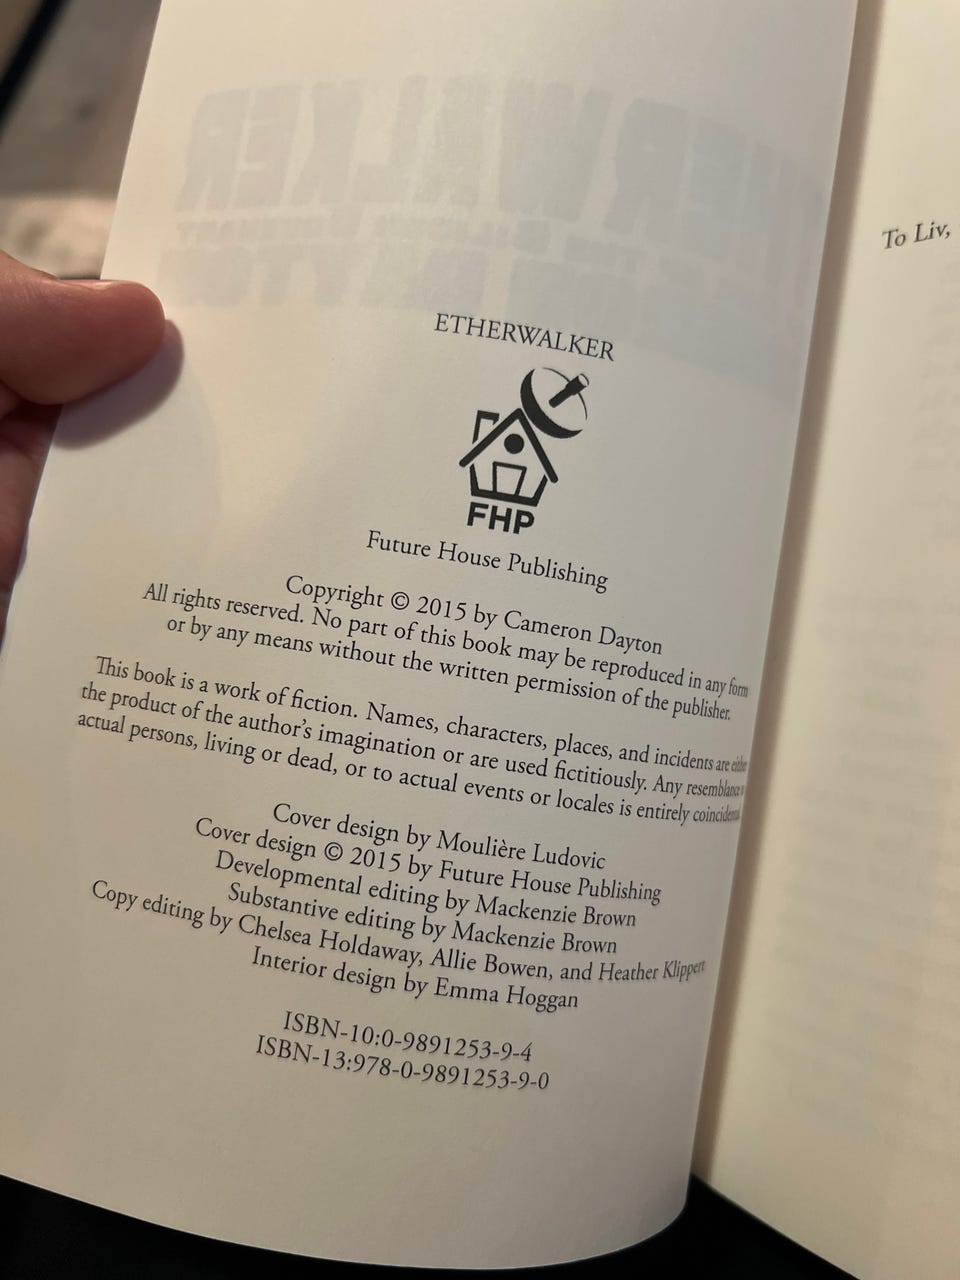 ETHERWALKER
FHP
Future House Publishing
Copyright © 2015 by Cameron Dayton
All rights reserved. No part of this book may be reproduced in any form
or by any means without the written permission of the publisher.
This book is a work of fiction. Names, characters, places, and incidents are either
the product of the author's imagination or are used fictitiously. Any resemblance to
actual persons, living or dead, or to actual events or locales is entirely coincidental.
Cover design by Moulière Ludovic
Cover design © 2015 by Future House Publishing
Developmental editing by Mackenzie Brown
Substantive editing by Mackenzie Brown
Copy editing by Chelsea Holdaway, Allie Bowen, and Heather Klippert
Interior design by Emma Hoggan
ISBN-10:0-9891253-9-4
ISBN-13:978-0-9891253-9-0
To Liv,